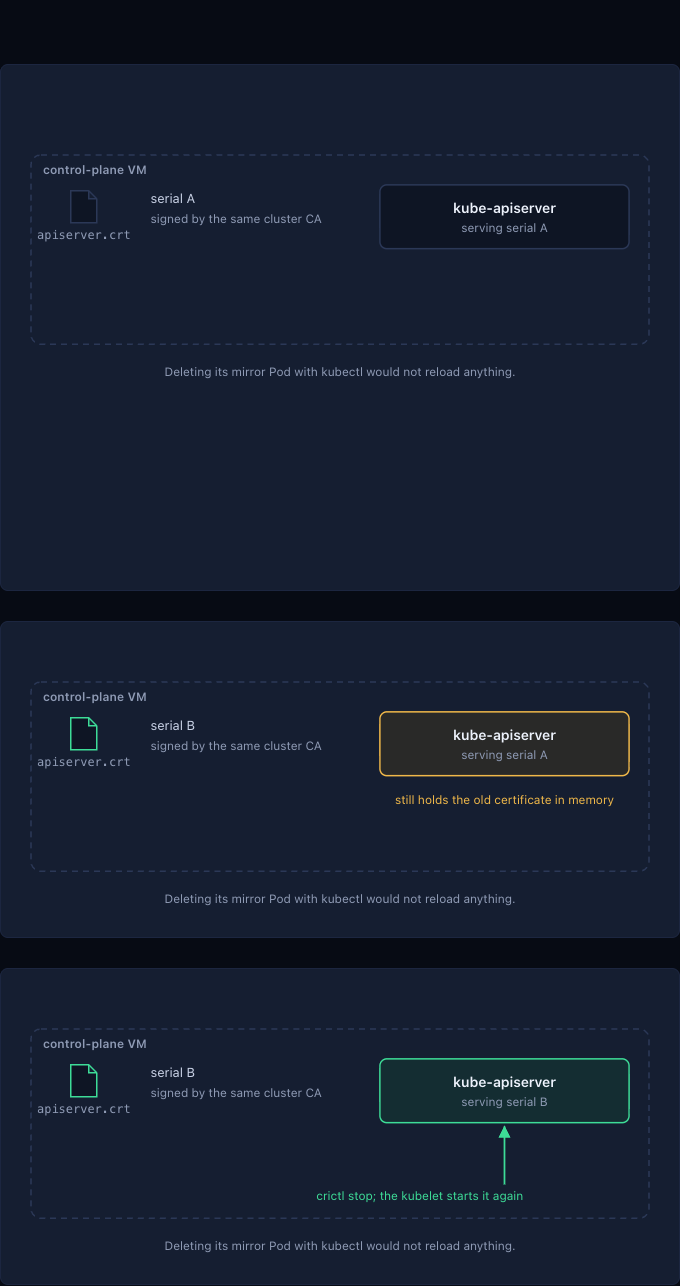 control-plane VM
serial A
signed by the same cluster CA
apiserver.crt
kube-apiserver
serving serial A
Deleting its mirror Pod with kubectl would not reload anything.
control-plane VM
serial B
signed by the same cluster CA
apiserver.crt
kube-apiserver
serving serial A
still holds the old certificate in memory
Deleting its mirror Pod with kubectl would not reload anything.
control-plane VM
serial B
signed by the same cluster CA
apiserver.crt
kube-apiserver
serving serial B
crictl stop; the kubelet starts it again
Deleting its mirror Pod with kubectl would not reload anything.